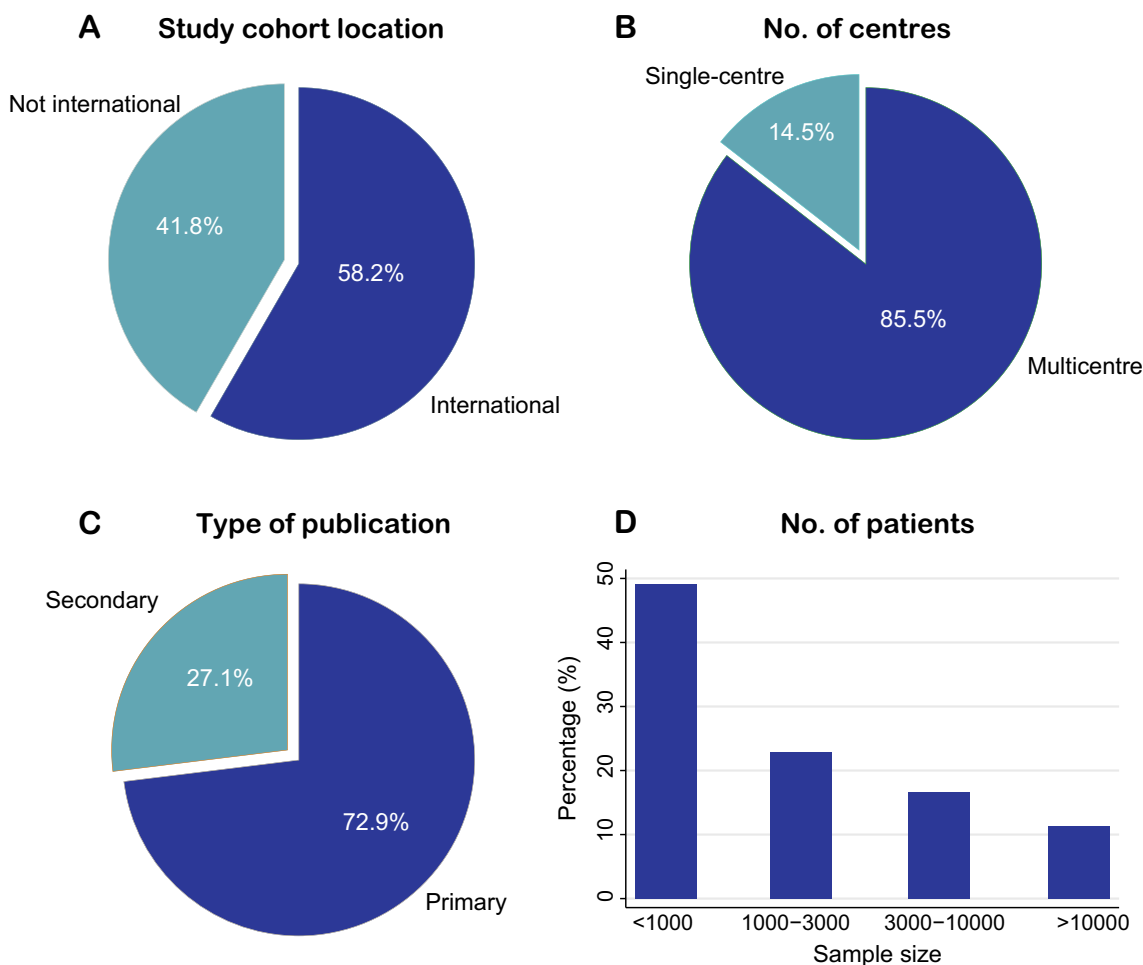 A Study cohort location
Not international
41.8%
58.2%
International
B No. of centres
Single-centre
14.5%
85.5%
Multicentre
C Type of publication
Secondary
27.1%
72.9%
Primary
D No. of patients
Percentage (%)
50
40
30
20
10
0
<1000 1000−3000 3000−10000 >10000
Sample size